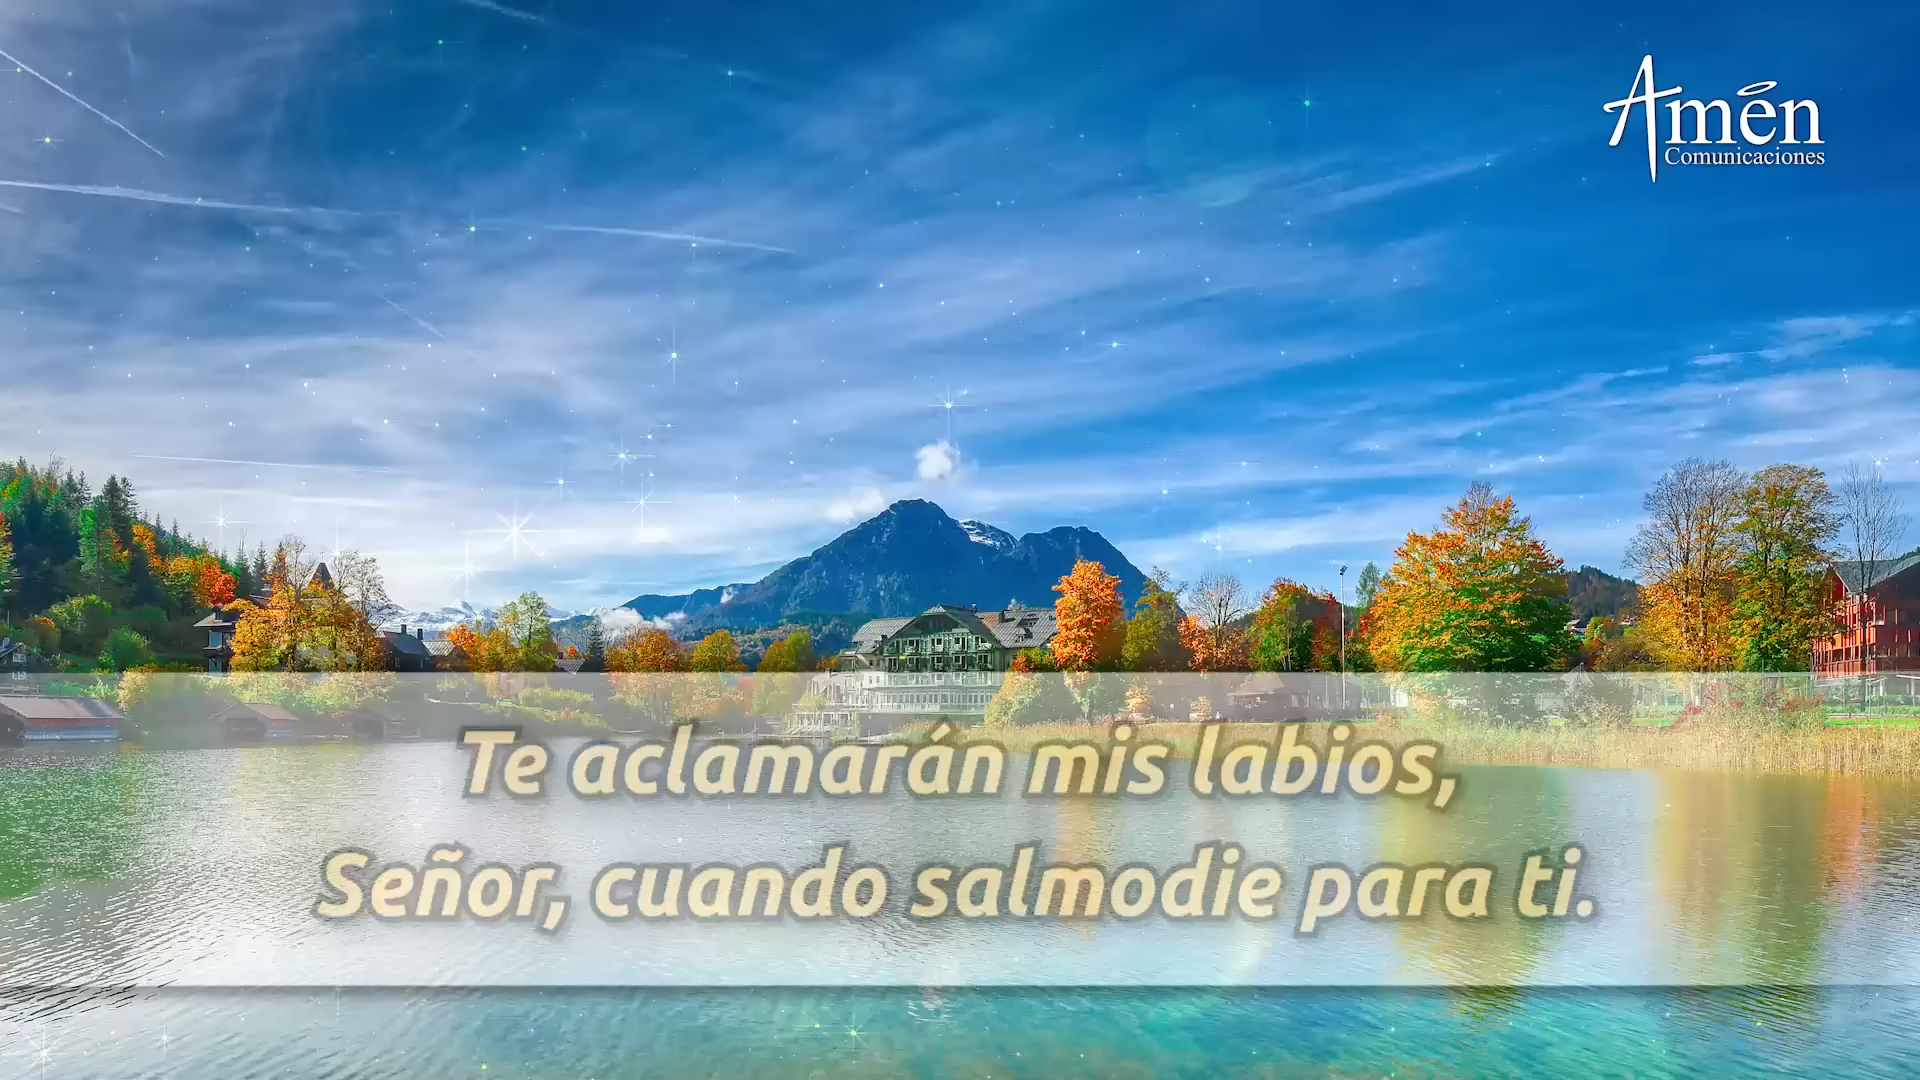 Amén
Comunicaciones
Te aclamarán mis labios,
Señor, cuando salmodie para ti.